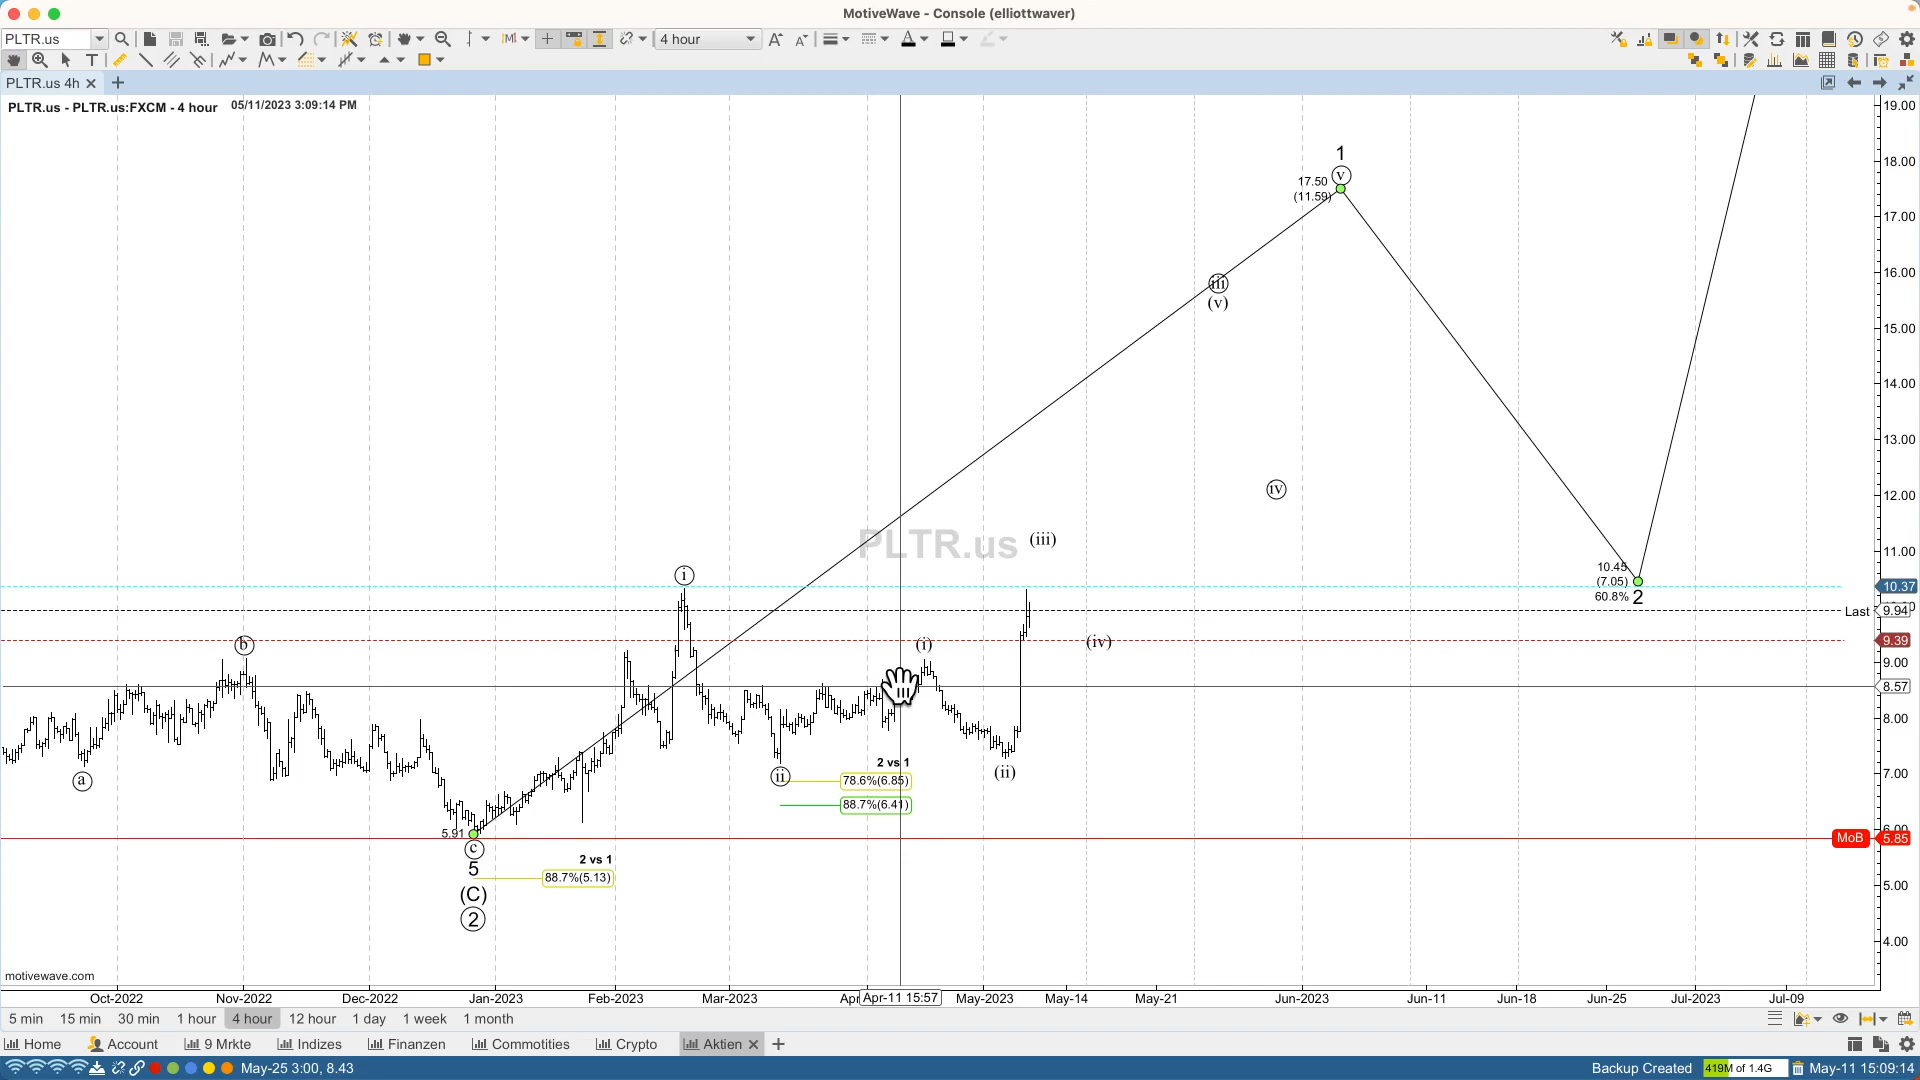 MotiveWave - Console (elliottwaver)
PLTR.us
4 hour
PLTR.us 4h
PLTR.us - PLTR.us:FXCM - 4 hour 05/11/2023 3:09:14 PM
19.00
18.00
17.00
16.00
15.00
14.00
13.00
12.00
11.00
10.37
Last 9.94
9.39
9.00
8.57
8.00
7.00
MoB 5.85
5.00
4.00
1
v
17.50
(11.59)
iii
(v)
iv
PLTR.us
(iii)
10.45
(7.05)
60.8% 2
i
b
(i)
(iv)
a
ii
(ii)
2 vs 1
78.6%(6.85)
88.7%(6.41)
5.91
c
5
(C)
2
2 vs 1
88.7%(5.13)
motivewave.com
Oct-2022 Nov-2022 Dec-2022 Jan-2023 Feb-2023 Mar-2023 Apr-11 15:57 May-2023 May-14 May-21 Jun-2023 Jun-11 Jun-18 Jun-25 Jul-2023 Jul-09
5 min 15 min 30 min 1 hour 4 hour 12 hour 1 day 1 week 1 month
Home Account 9 Mrkte Indizes Finanzen Commotities Crypto Aktien
May-25 3:00, 8.43 Backup Created 419M of 1.4G May-11 15:09:14